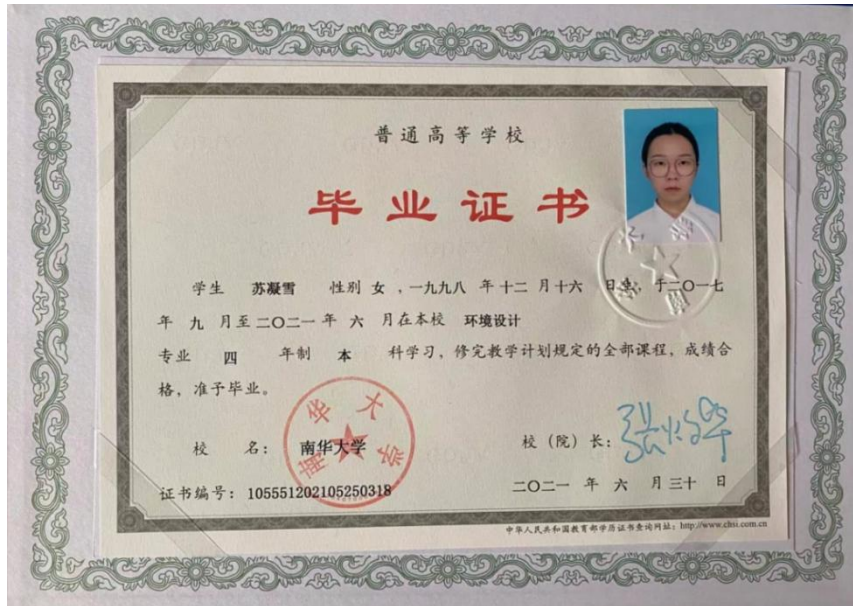 普通高等学校
毕业证书
学生 苏凝雪 性别 女 ,一九九八 年 十二 月 十六 日生, 于二〇一七
年 九 月至二〇二一 年 六 月在本校 环境设计
专业 四 年制 本 科学习, 修完教学计划规定的全部课程, 成绩合
格, 准予毕业。
南华大学
校 名: 南华大学
校 (院) 长:
证书编号: 105551202105250318
二〇二一 年 六 月三十 日
中华人民共和国教育部学历证书查询网址: http://www.chsi.com.cn